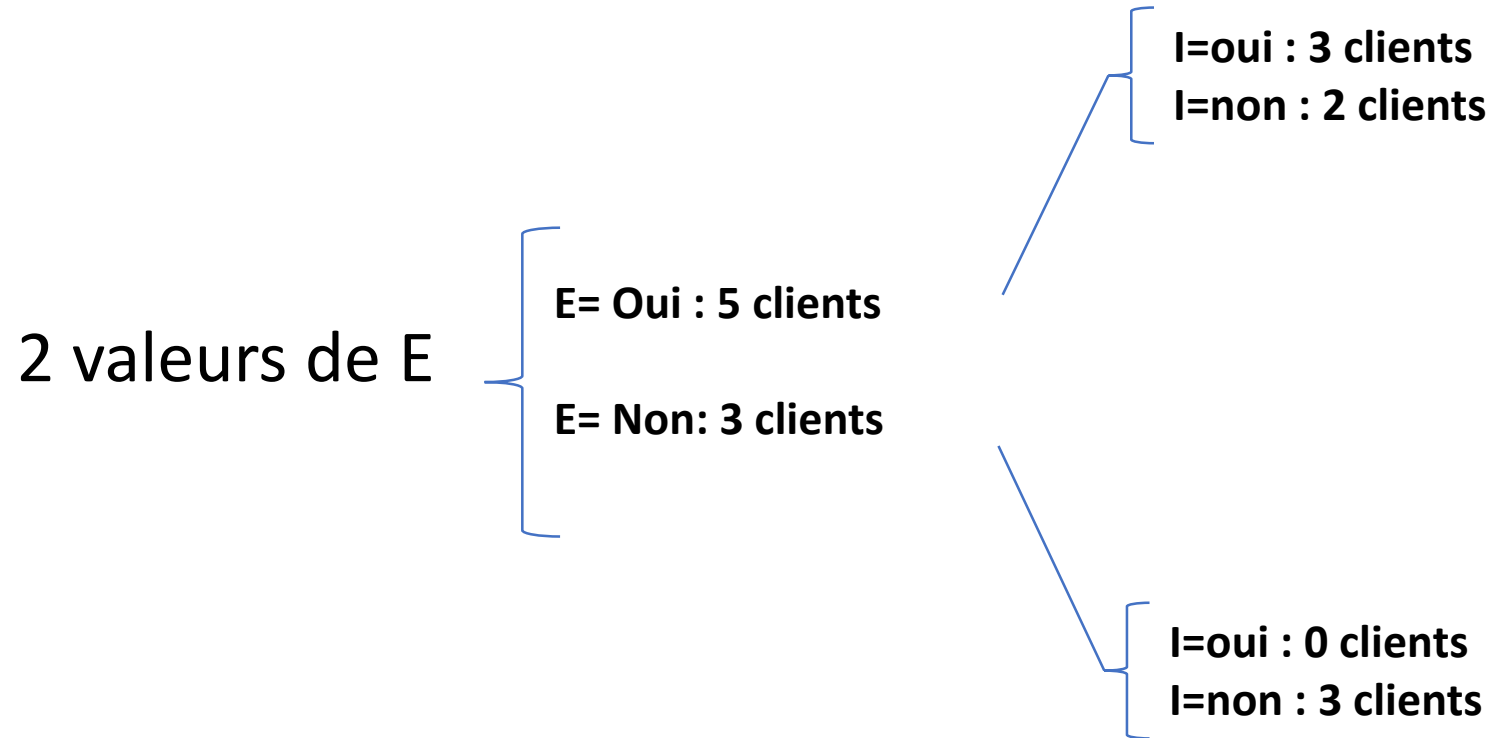 I=oui : 3 clients
I=non : 2 clients
E= Oui : 5 clients
2 valeurs de E
E= Non: 3 clients
I=oui : 0 clients
I=non : 3 clients